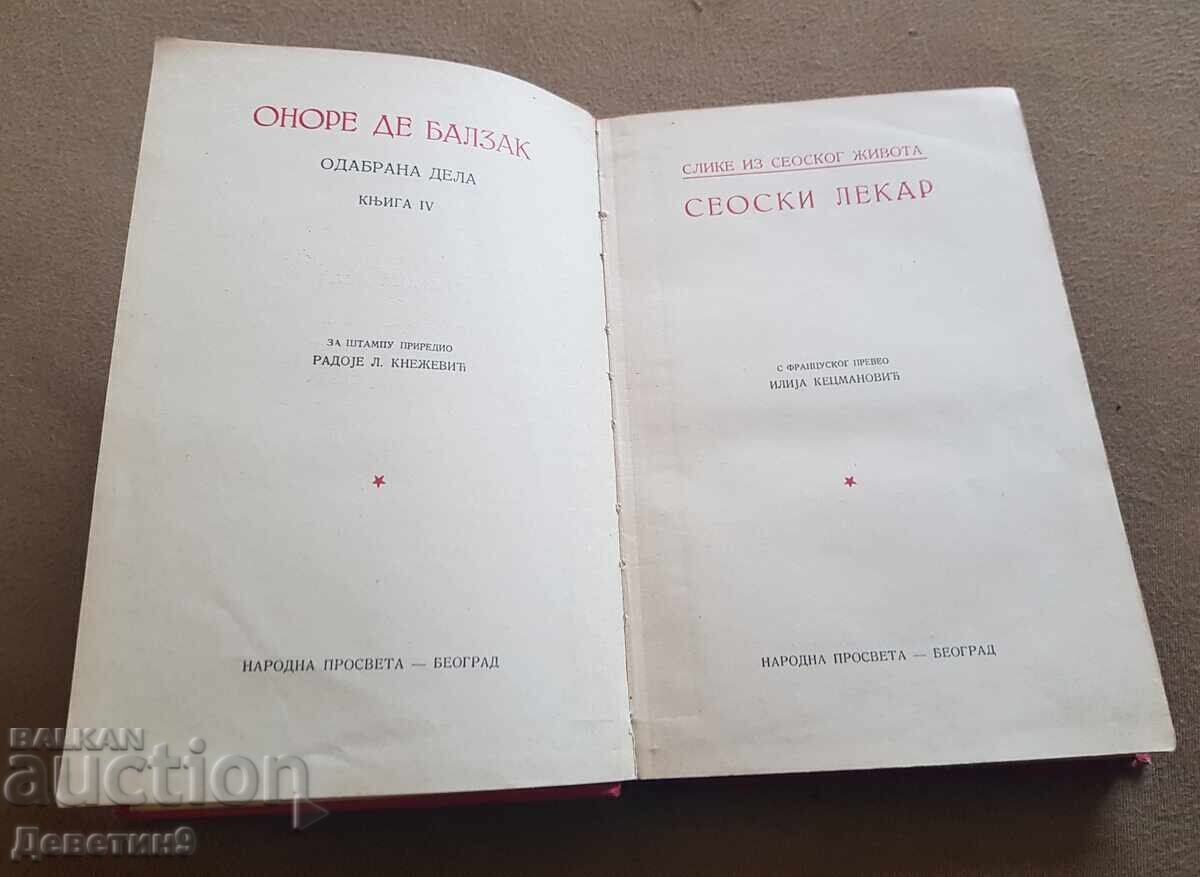 ОНОРЕ ДЕ БАЛЗАК
ОДАБРАНА ДЕЛА
КЊИГА IV
ЗА ШТАМПУ ПРИРЕДИО
РАДОЈЕ Л. КНЕЖЕВИЋ
★
НАРОДНА ПРОСВЕТА — БЕОГРАД
СЛИКЕ ИЗ СЕОСКОГ ЖИВОТА
СЕОСКИ ЛЕКАР
С ФРАНЦУСКОГ ПРЕВЕО
ИЛИЈА КЕЦМАНОВИЋ
★
НАРОДНА ПРОСВЕТА — БЕОГРАД
BALKAN
auction
Деветин9